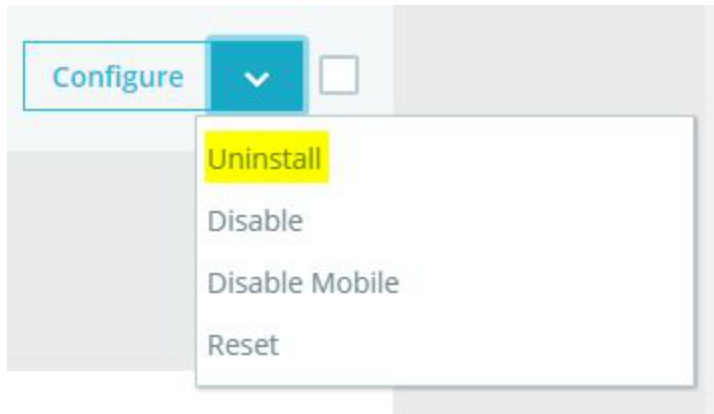 Configure
Uninstall
Disable
Disable Mobile
Reset